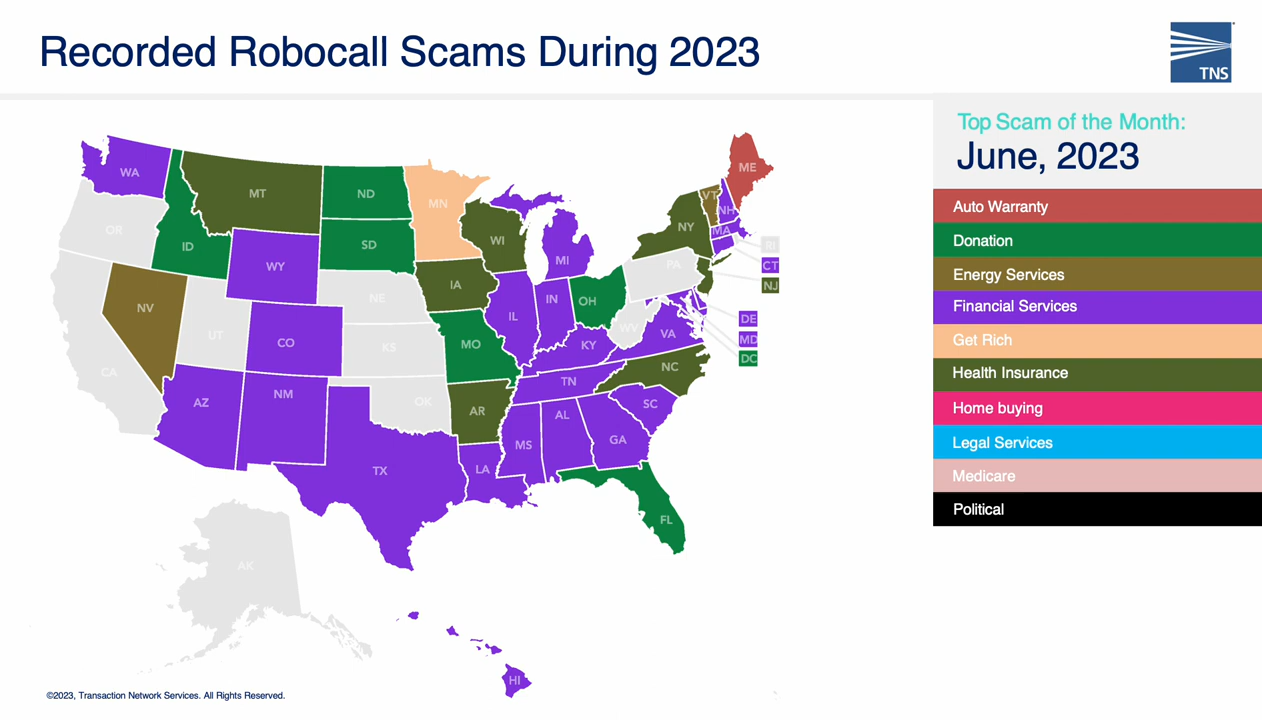 Recorded Robocall Scams During 2023
TNS
Top Scam of the Month:
June, 2023
Auto Warranty
Donation
Energy Services
Financial Services
Get Rich
Health Insurance
Home buying
Legal Services
Medicare
Political
WA
OR
CA
ID
NV
MT
WY
UT
AZ
CO
NM
ND
SD
NE
KS
OK
TX
MN
IA
MO
AR
LA
WI
IL
MI
IN
OH
KY
TN
MS
AL
GA
FL
SC
NC
VA
WV
PA
NY
VT
NH
ME
MA
RI
CT
NJ
DE
MD
DC
AK
HI
©2023, Transaction Network Services. All Rights Reserved.